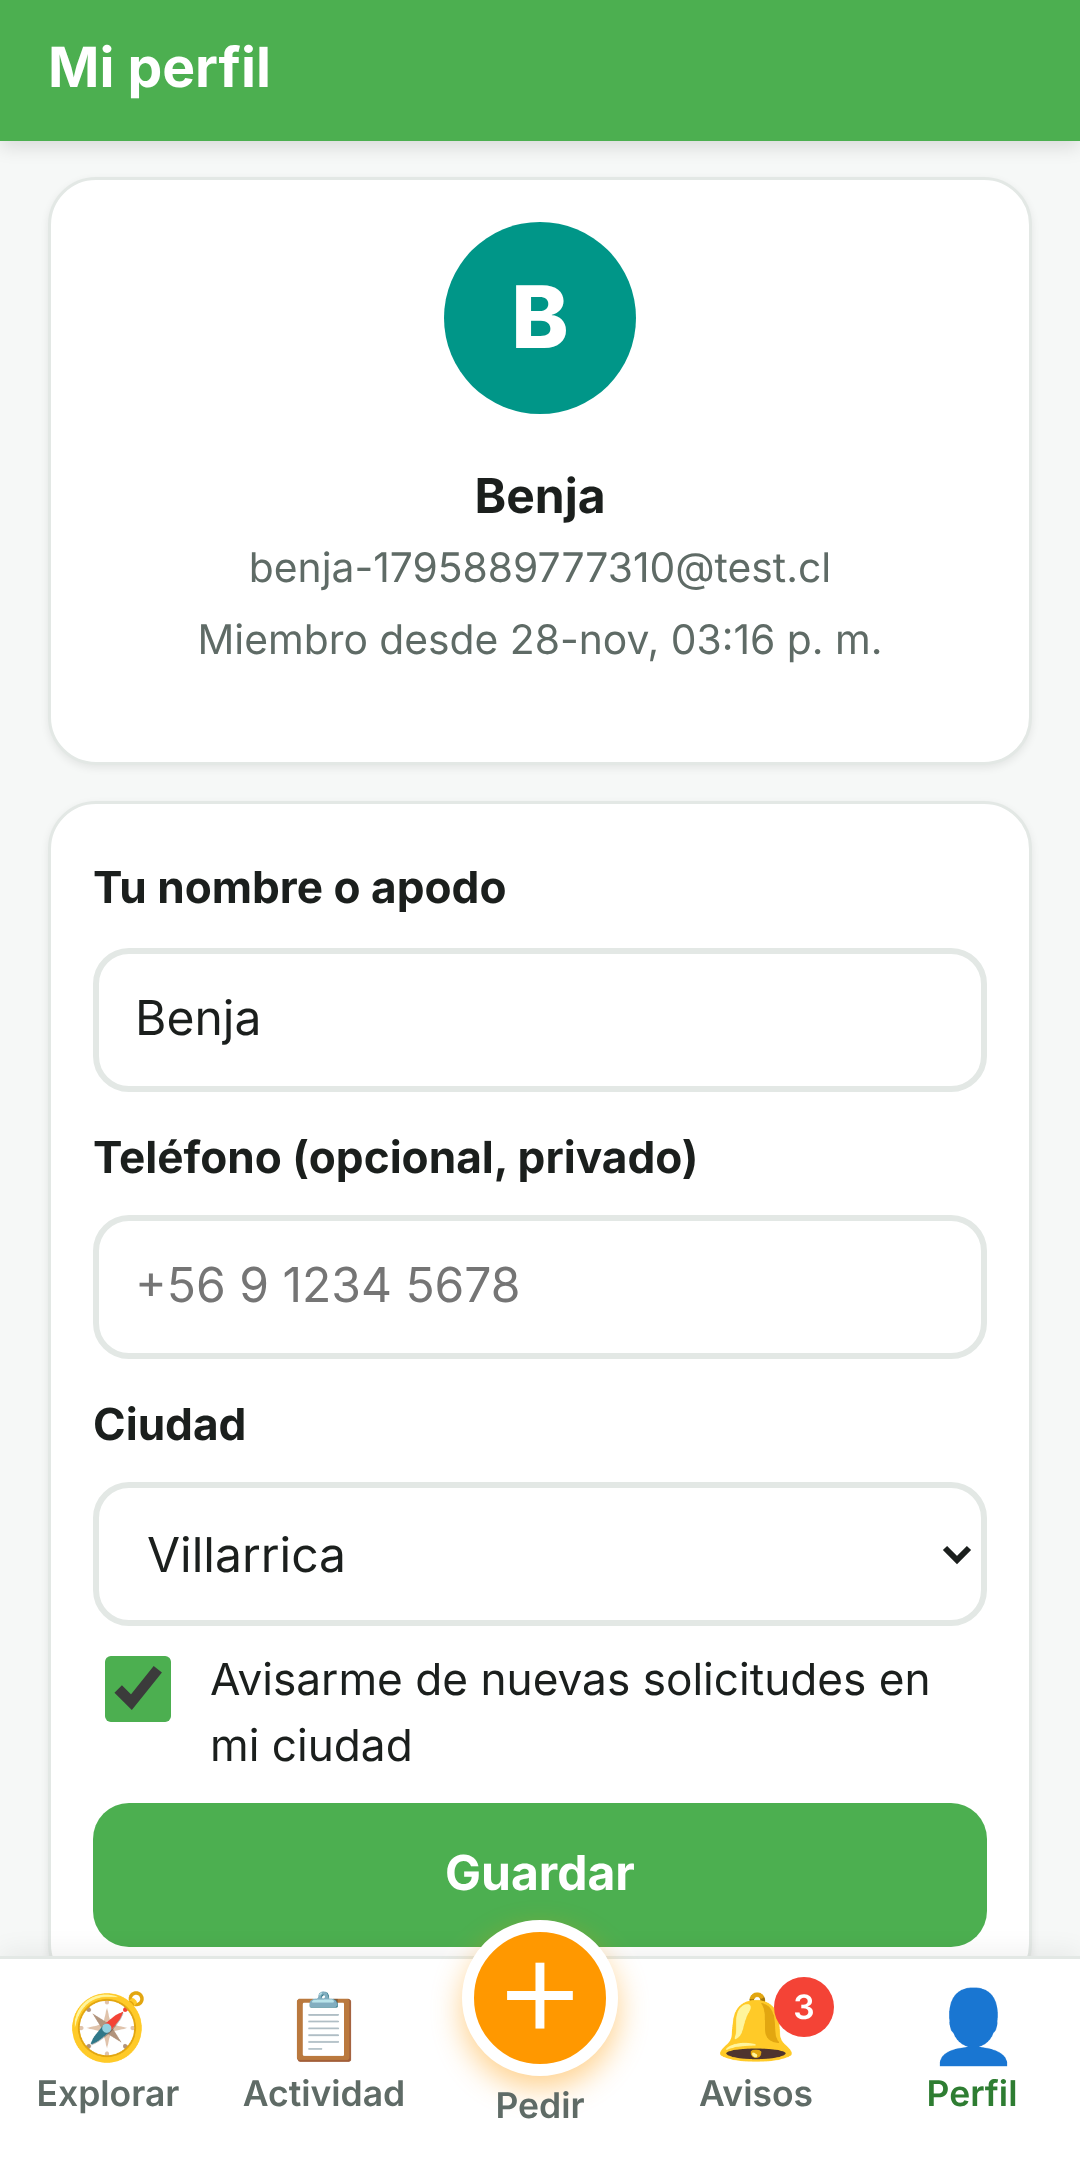 Mi perfil
B
Benja
benja-1795889777310@test.cl
Miembro desde 28-nov, 03:16 p. m.
Tu nombre o apodo
Benja
Teléfono (opcional, privado)
+56 9 1234 5678
Ciudad
Villarrica
Avisarme de nuevas solicitudes en
mi ciudad
Guardar
3
Explorar
Actividad
Pedir
Avisos
Perfil